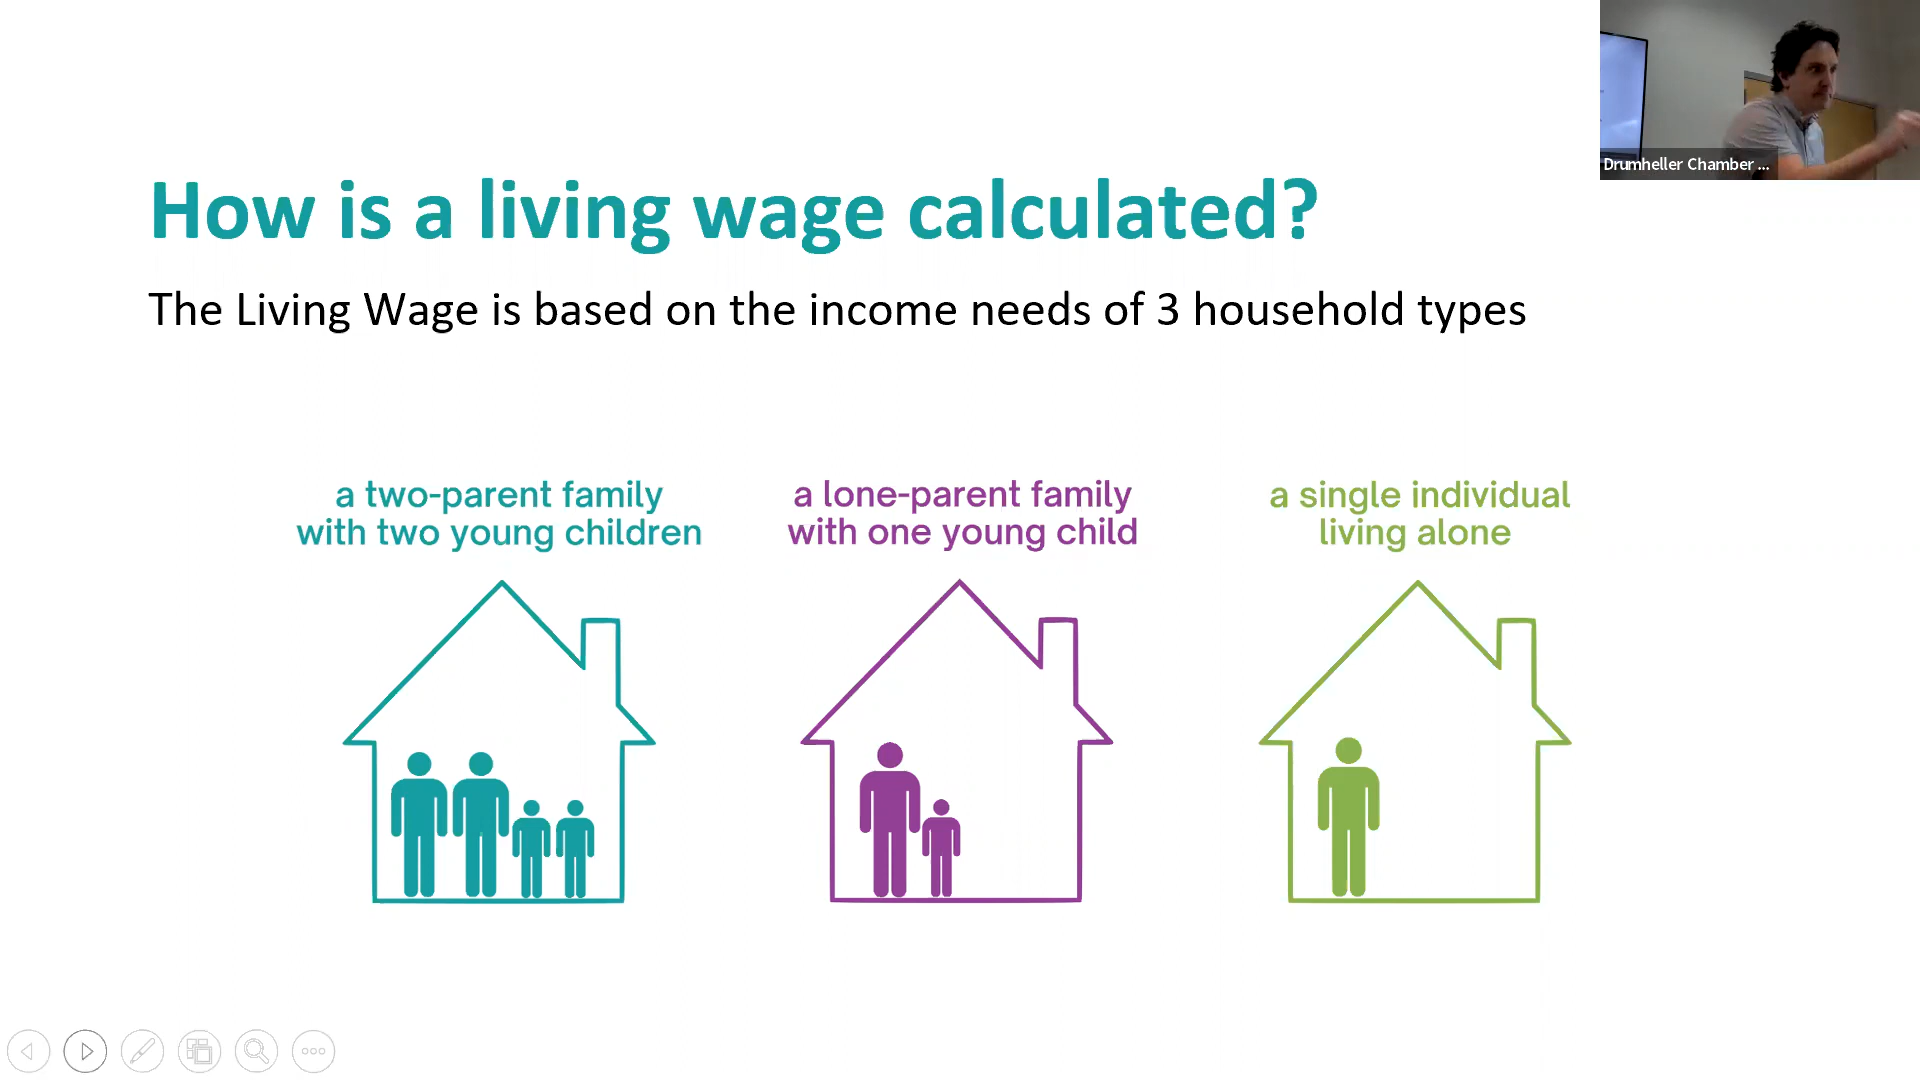 Drumheller Chamber ...
How is a living wage calculated?
The Living Wage is based on the income needs of 3 household types
a two-parent family
with two young children
a lone-parent family
with one young child
a single individual
living alone